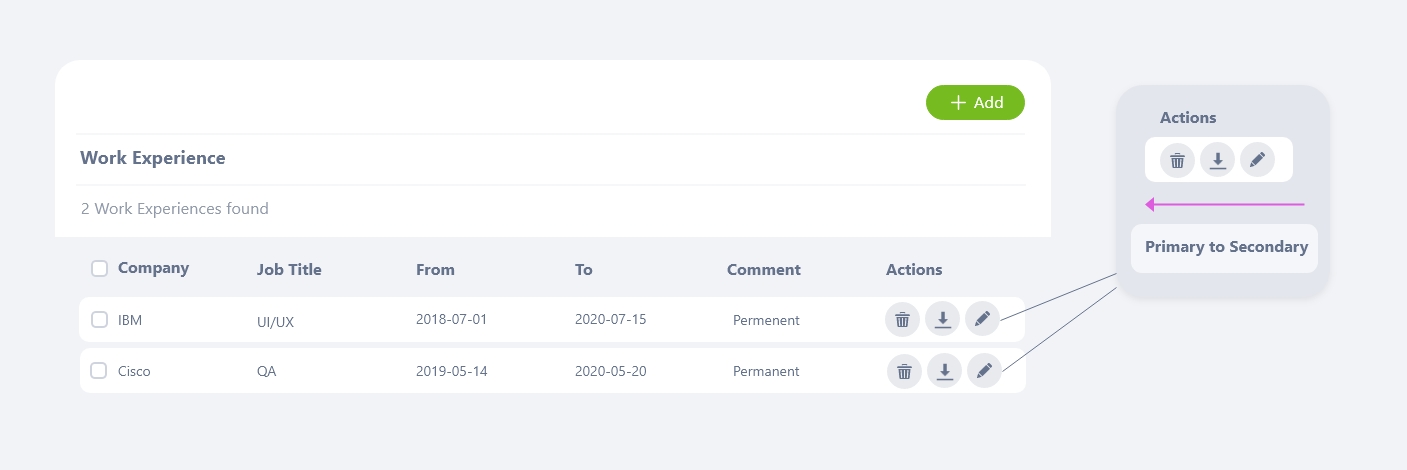 Add
Actions
Work Experience
2 Work Experiences found
Primary to Secondary
Company Job Title From To Comment Actions
IBM UI/UX 2018-07-01 2020-07-15 Permenent
Cisco QA 2019-05-14 2020-05-20 Permanent